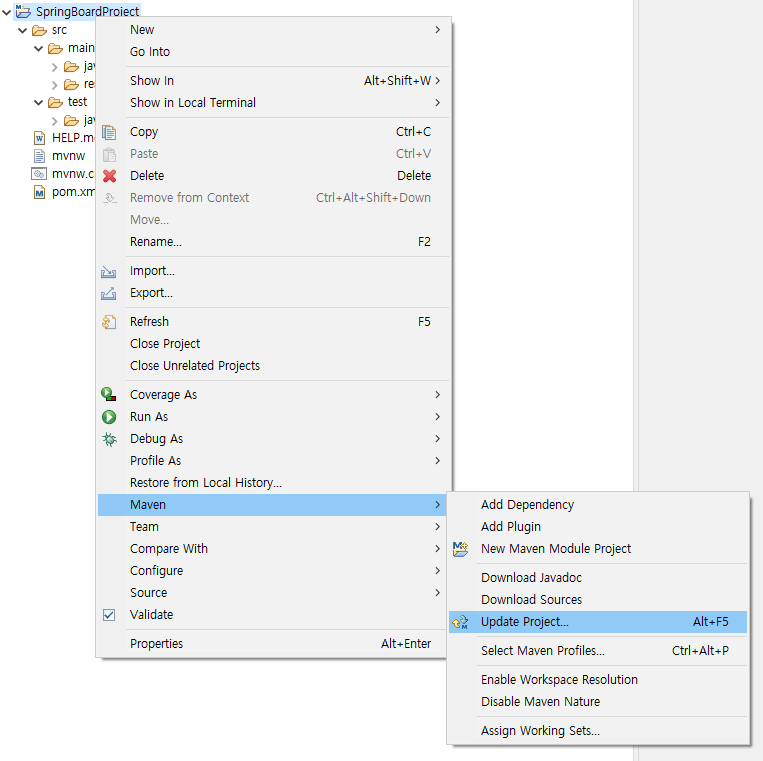 SpringBoardProject
src
main
ja
re
test
ja
HELP.m
mvnw
mvnw.c
pom.xm
New
Go Into
Show In Alt+Shift+W
Show in Local Terminal
Copy Ctrl+C
Paste Ctrl+V
Delete Delete
Remove from Context Ctrl+Alt+Shift+Down
Move...
Rename... F2
Import...
Export...
Refresh F5
Close Project
Close Unrelated Projects
Coverage As
Run As
Debug As
Profile As
Restore from Local History...
Maven
Team
Compare With
Configure
Source
Validate
Properties Alt+Enter
Add Dependency
Add Plugin
New Maven Module Project
Download Javadoc
Download Sources
Update Project... Alt+F5
Select Maven Profiles... Ctrl+Alt+P
Enable Workspace Resolution
Disable Maven Nature
Assign Working Sets...